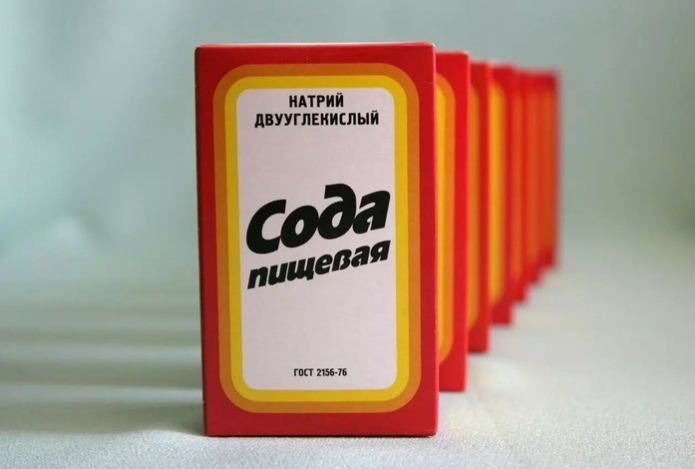 НАТРИЙ
ДВУУГЛЕКИСЛЫЙ
Сода
пищевая
ГОСТ 2156-76